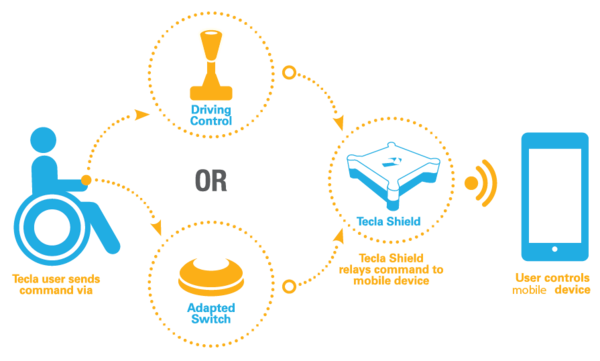 Tecla user sends
command via
Driving
Control
OR
Adapted
Switch
Tecla Shield
Tecla Shield
relays command to
mobile device
User controls
mobile device